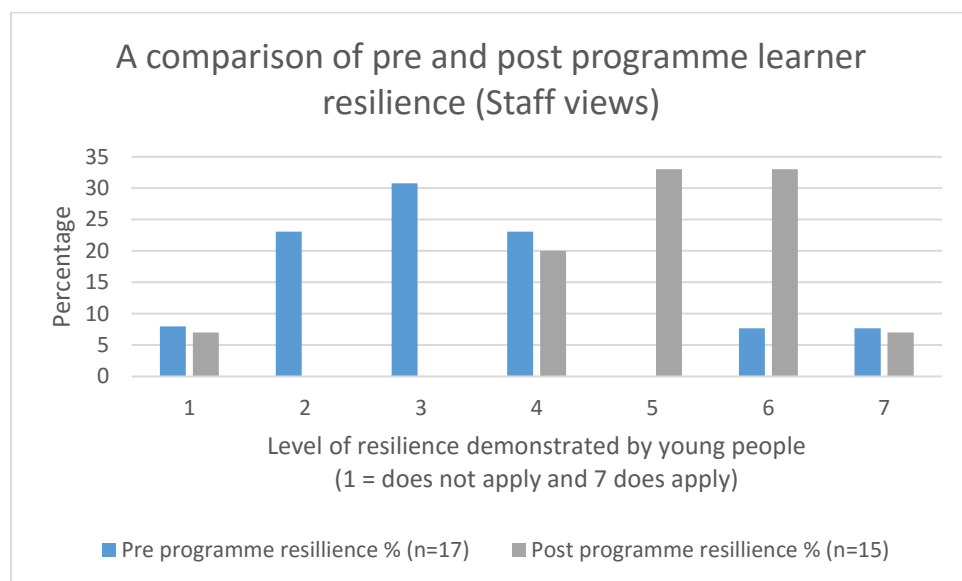 A comparison of pre and post programme learner
resilience (Staff views)
35
30
25
20
15
10
5
0
Percentage
1 2 3 4 5 6 7
Level of resilience demonstrated by young people
(1 = does not apply and 7 does apply)
Pre programme resillience % (n=17) Post programme resillience % (n=15)